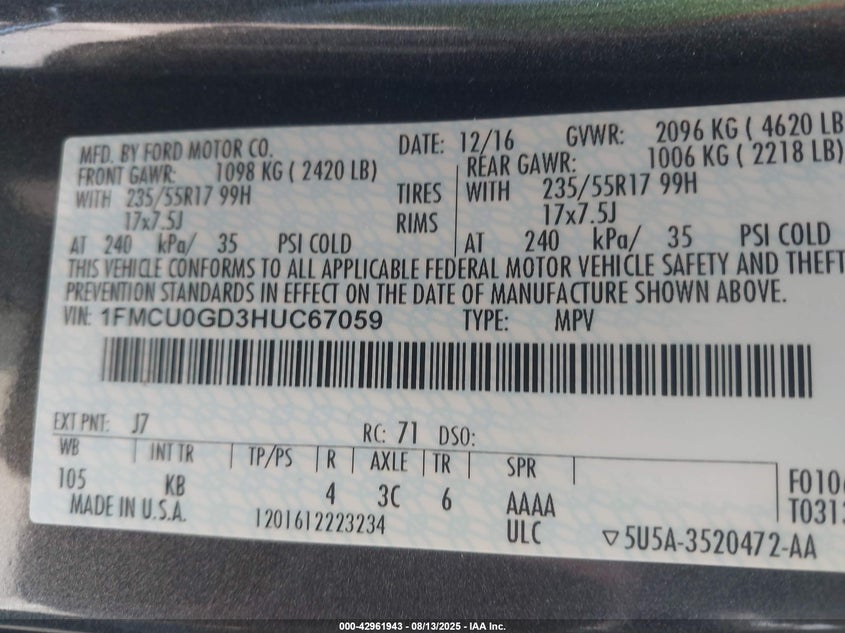 MFD. BY FORD MOTOR CO. DATE: 12/16 GVWR: 2096 KG ( 4620 LB
FRONT GAWR: 1098 KG ( 2420 LB) REAR GAWR: 1006 KG ( 2218 LB)
WITH 235/55R17 99H TIRES WITH 235/55R17 99H
17x7.5J RIMS 17x7.5J
AT 240 kPa/ 35 PSI COLD AT 240 kPa/ 35 PSI COLD
THIS VEHICLE CONFORMS TO ALL APPLICABLE FEDERAL MOTOR VEHICLE SAFETY AND THEFT
PREVENTION STANDARDS IN EFFECT ON THE DATE OF MANUFACTURE SHOWN ABOVE.
VIN: 1FMCU0GD3HUC67059 TYPE: MPV
EXT PNT: J7 RC: 71 DSO:
WB INT TR TP/PS R AXLE TR SPR
105 KB 4 3C 6 AAAA F0106
MADE IN U.S.A. 1201612223234 ULC T0313
▽5U5A-3520472-AA
000-42961943 - 08/13/2025 - IAA Inc.